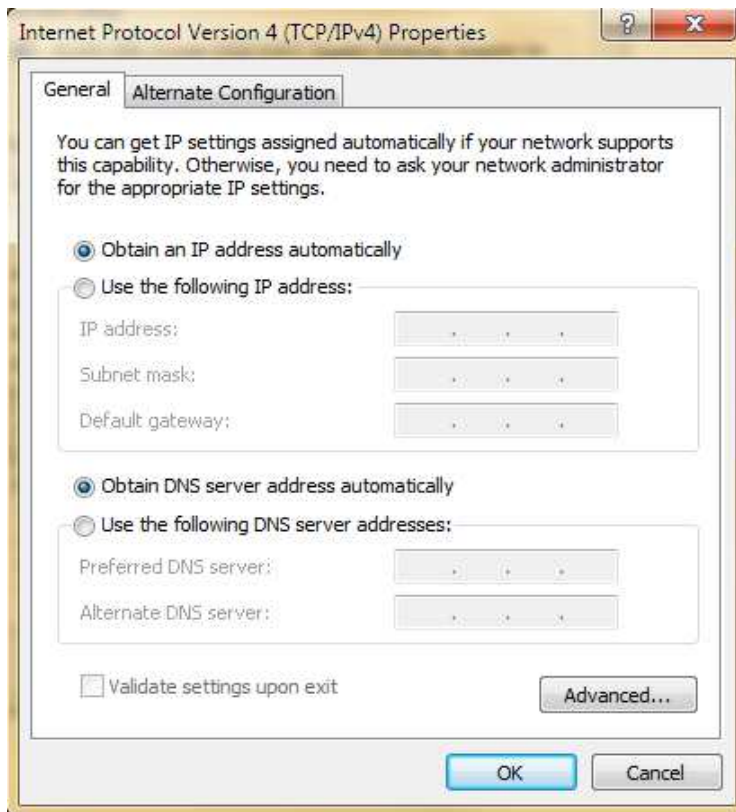 Internet Protocol Version 4 (TCP/IPv4) Properties
General
Alternate Configuration
You can get IP settings assigned automatically if your network supports
this capability. Otherwise, you need to ask your network administrator
for the appropriate IP settings.
Obtain an IP address automatically
Use the following IP address:
IP address:
. . .
Subnet mask:
. . .
Default gateway:
. . .
Obtain DNS server address automatically
Use the following DNS server addresses:
Preferred DNS server:
. . .
Alternate DNS server:
. . .
Validate settings upon exit
Advanced...
OK
Cancel